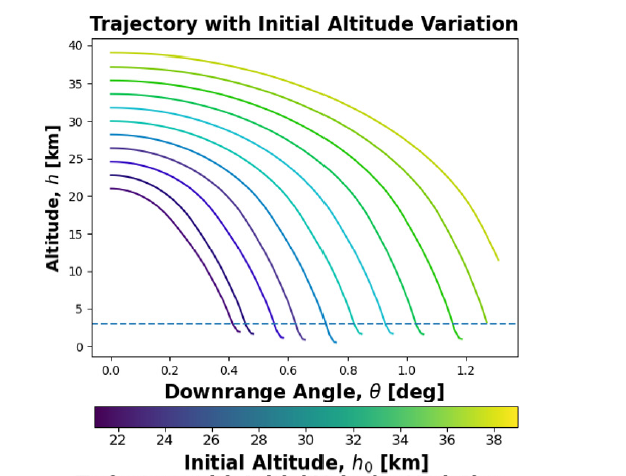 Trajectory with Initial Altitude Variation
40
35
30
25
20
15
10
5
0
Altitude, h [km]
0.0 0.2 0.4 0.6 0.8 1.0 1.2
Downrange Angle, θ [deg]
22 24 26 28 30 32 34 36 38
Initial Altitude, h₀ [km]